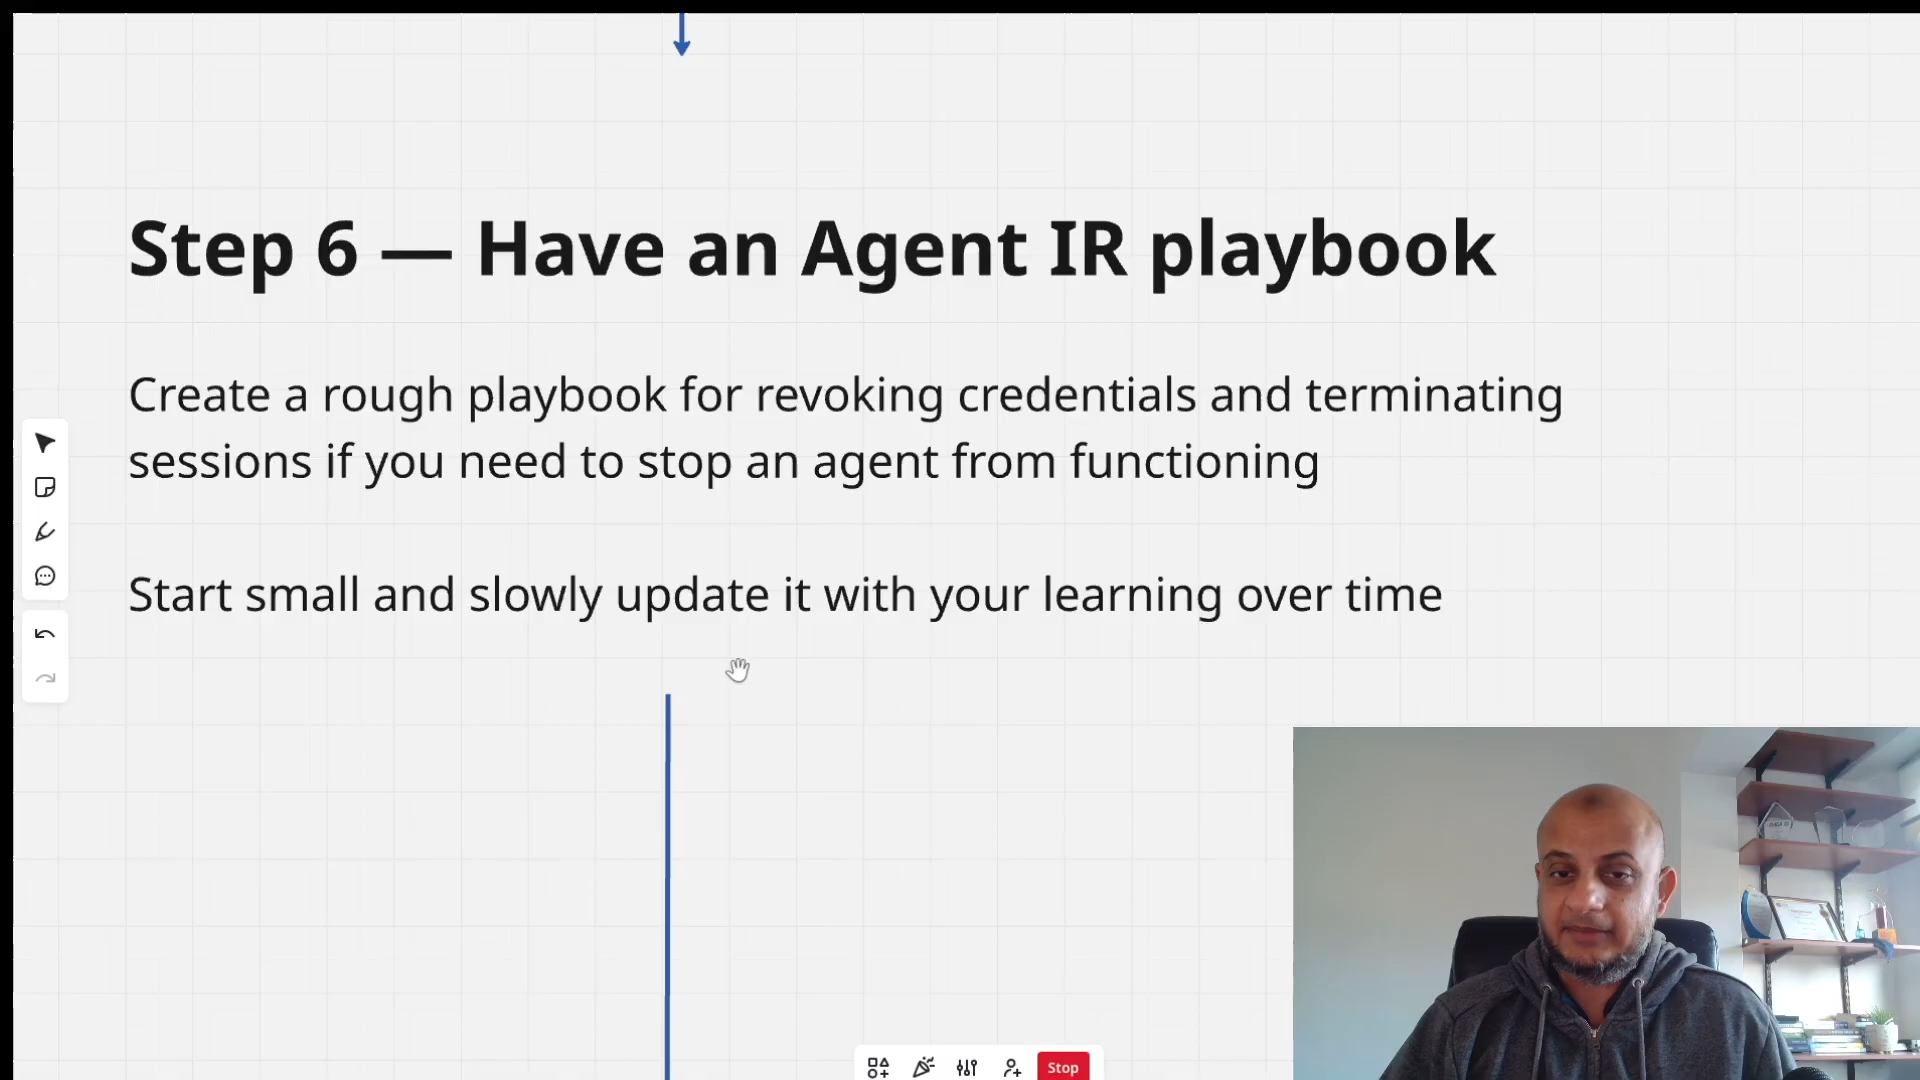 Step 6 — Have an Agent IR playbook
Create a rough playbook for revoking credentials and terminating
sessions if you need to stop an agent from functioning
Start small and slowly update it with your learning over time
Stop